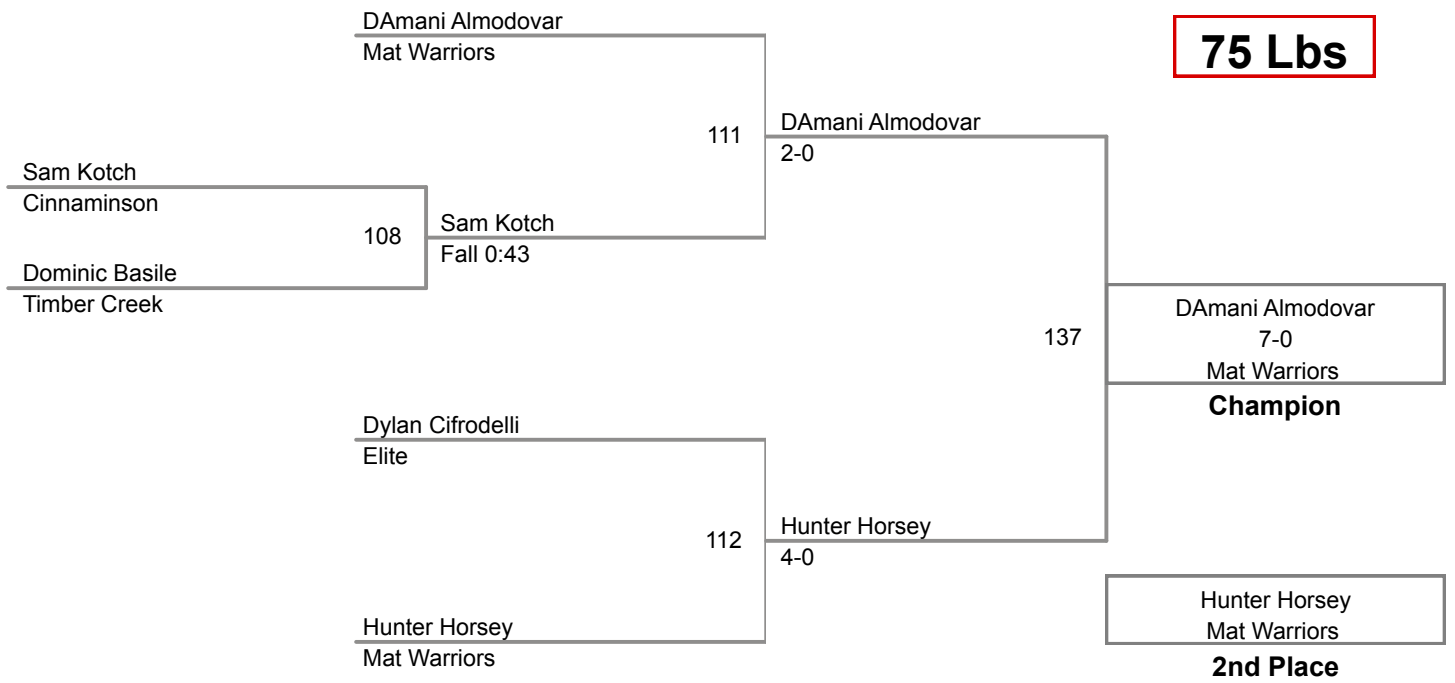 DAmani Almodovar
Mat Warriors
75 Lbs
111
DAmani Almodovar
2-0
Sam Kotch
Cinnaminson
108
Sam Kotch
Fall 0:43
Dominic Basile
Timber Creek
137
DAmani Almodovar
7-0
Mat Warriors
Champion
Dylan Cifrodelli
Elite
112
Hunter Horsey
4-0
Hunter Horsey
Mat Warriors
Hunter Horsey
Mat Warriors
2nd Place